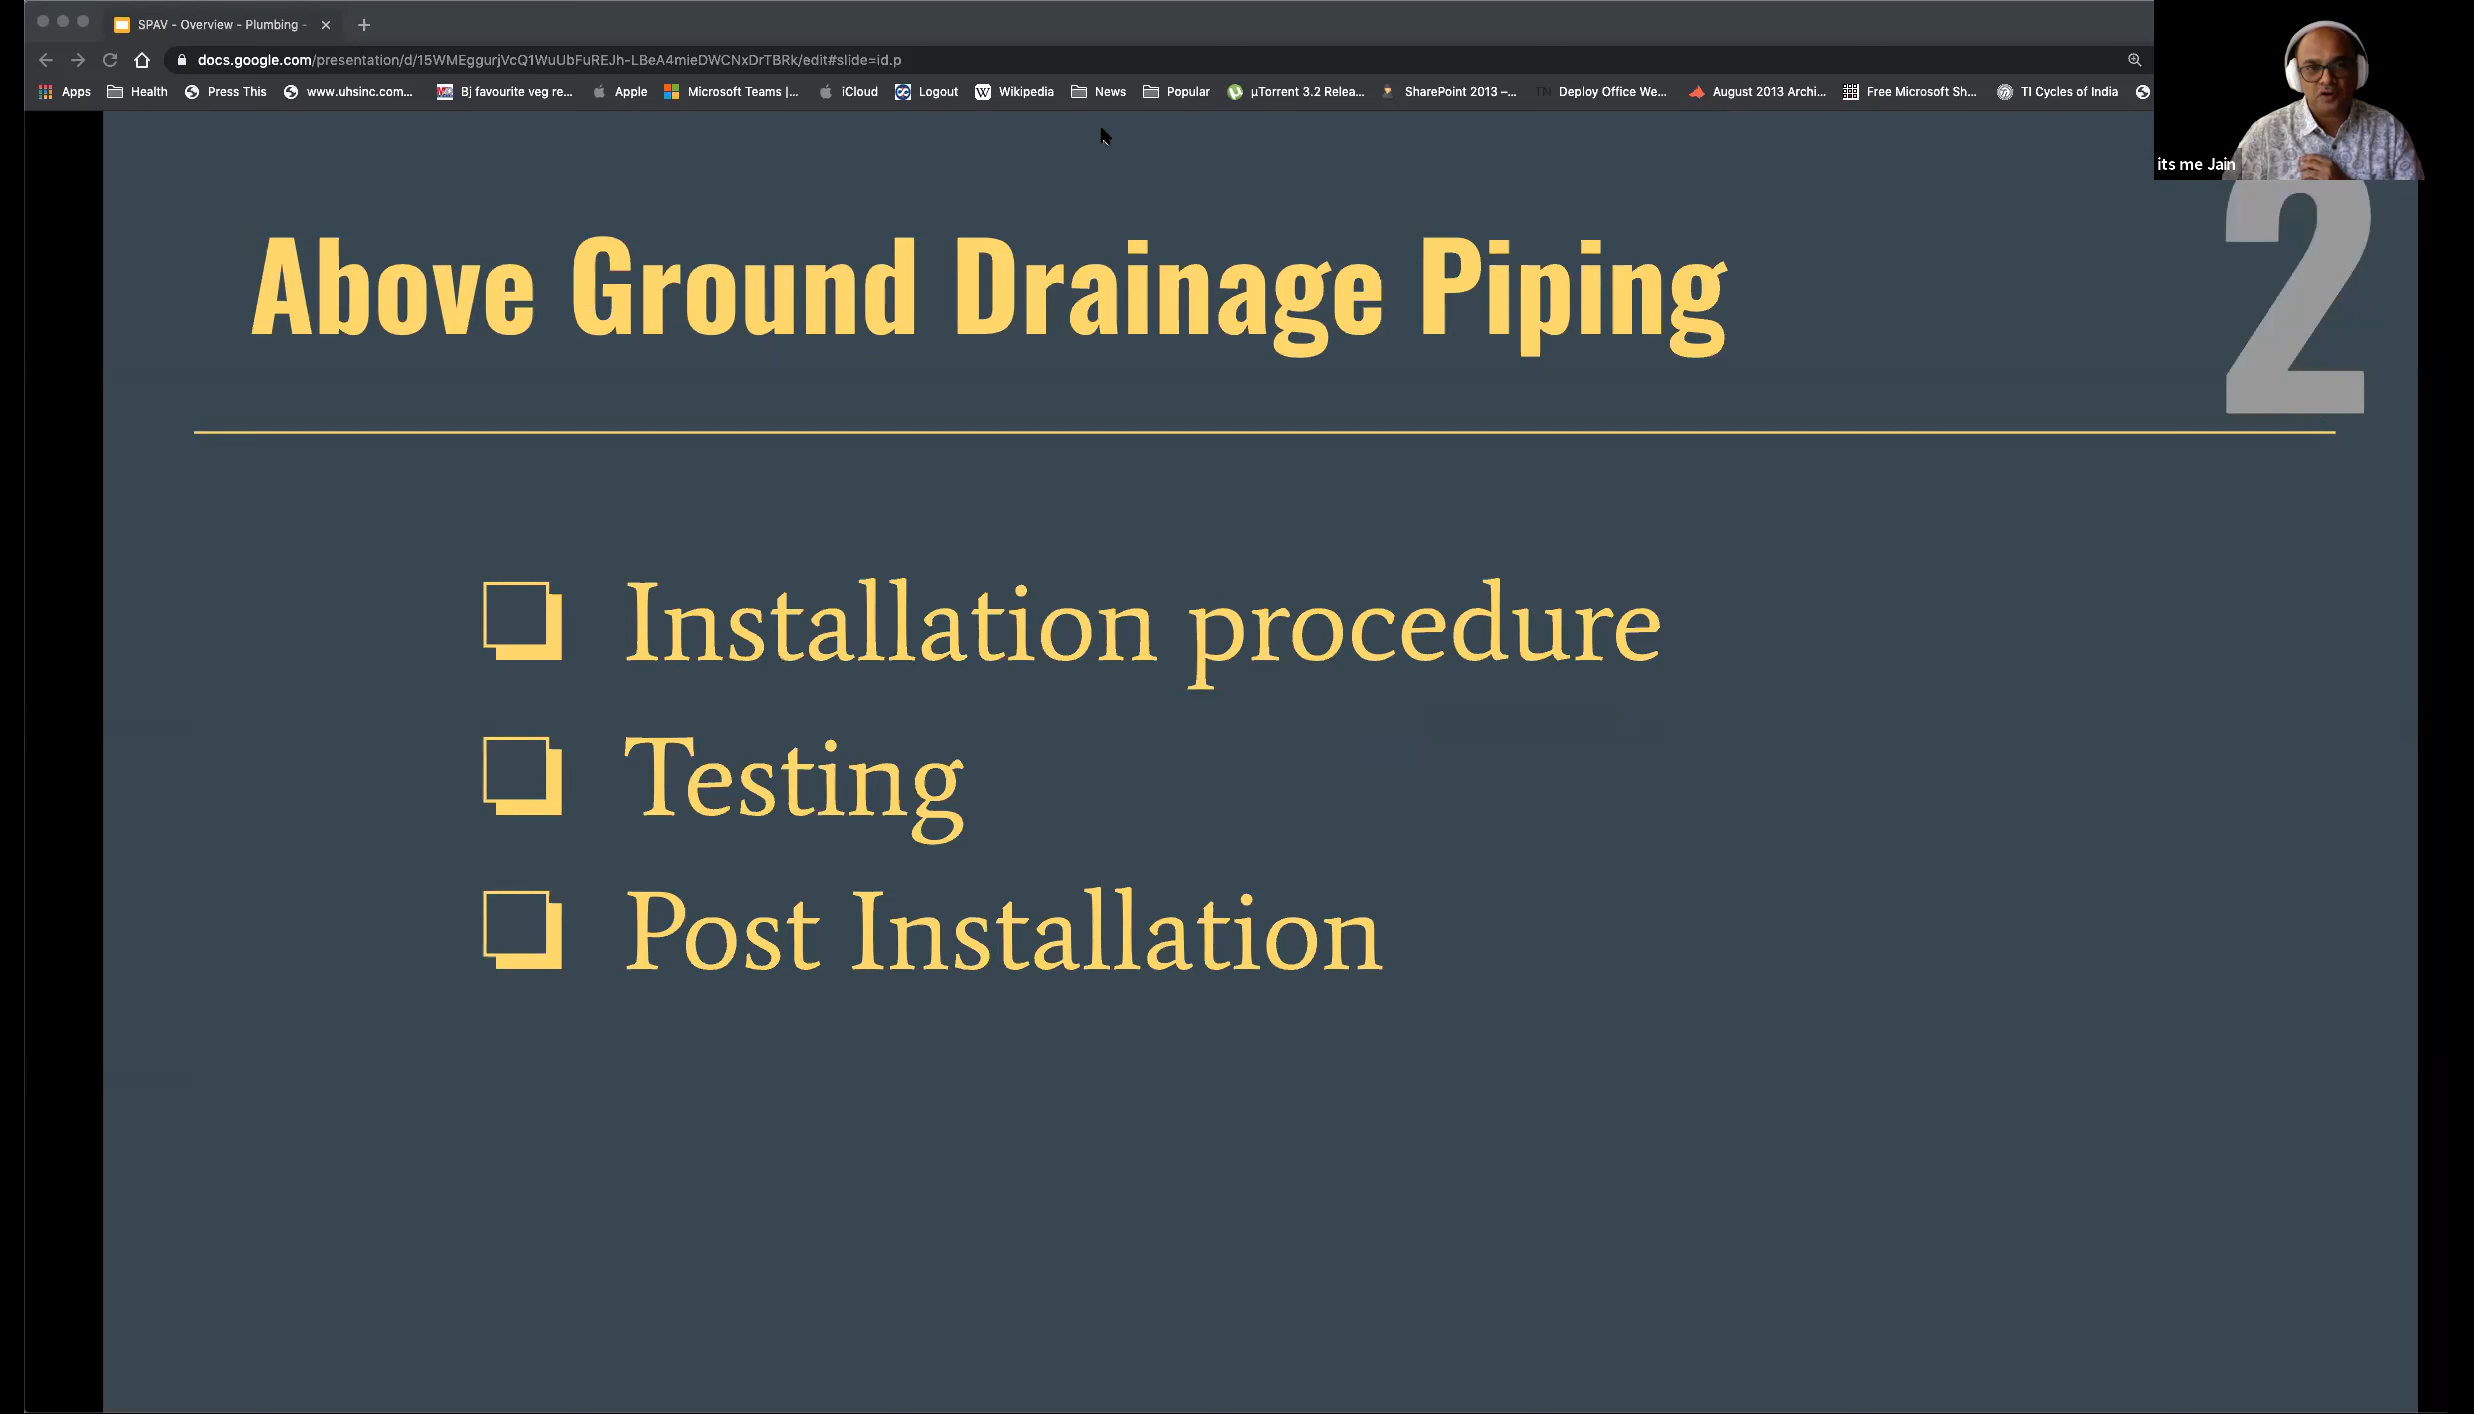 SPAV - Overview - Plumbing -
docs.google.com/presentation/d/15WMEggurjVcQ1WuUbFuREJh-LBeA4mieDWCNxDrTBRk/edit#slide=id.p
Apps Health Press This www.uhsinc.com... Bj favourite veg re... Apple Microsoft Teams |... iCloud Logout Wikipedia News Popular µTorrent 3.2 Relea... SharePoint 2013 –... Deploy Office We... August 2013 Archi... Free Microsoft Sh... TI Cycles of India
its me Jain
2
Above Ground Drainage Piping
Installation procedure
Testing
Post Installation